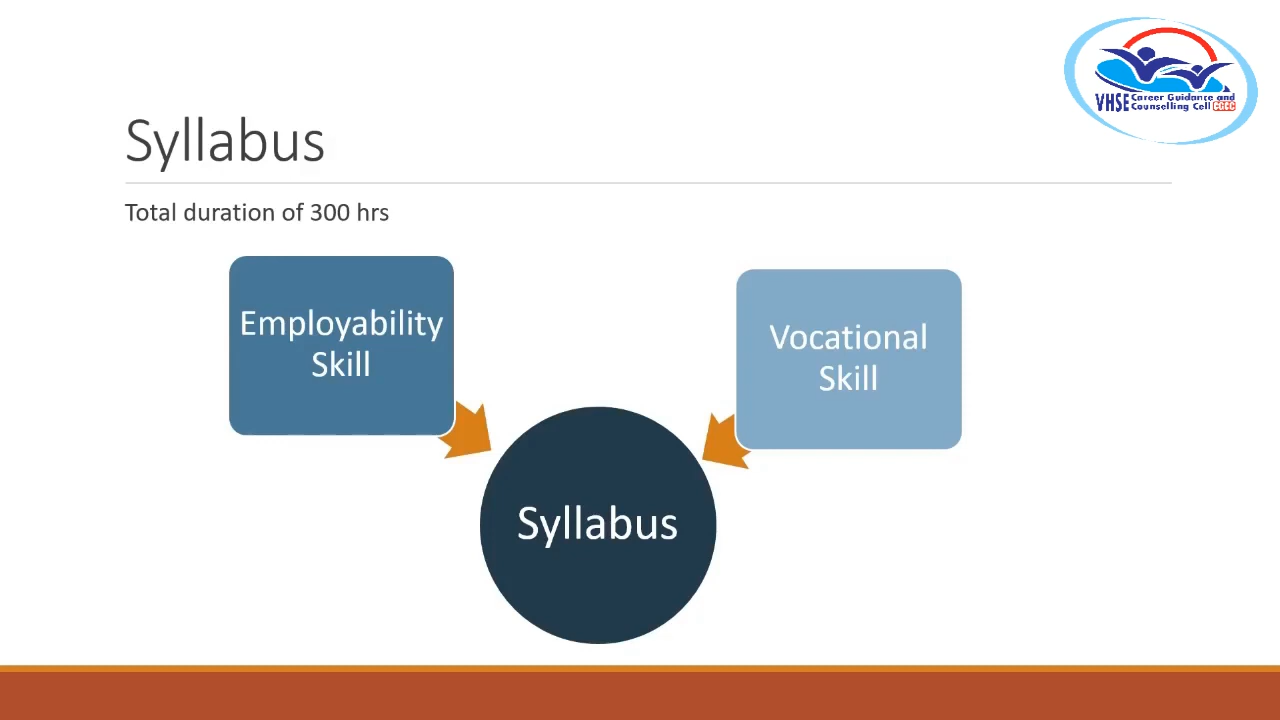 VHSE Career Guidance and
Counselling Cell CGCC
Syllabus
Total duration of 300 hrs
Employability
Skill
Vocational
Skill
Syllabus